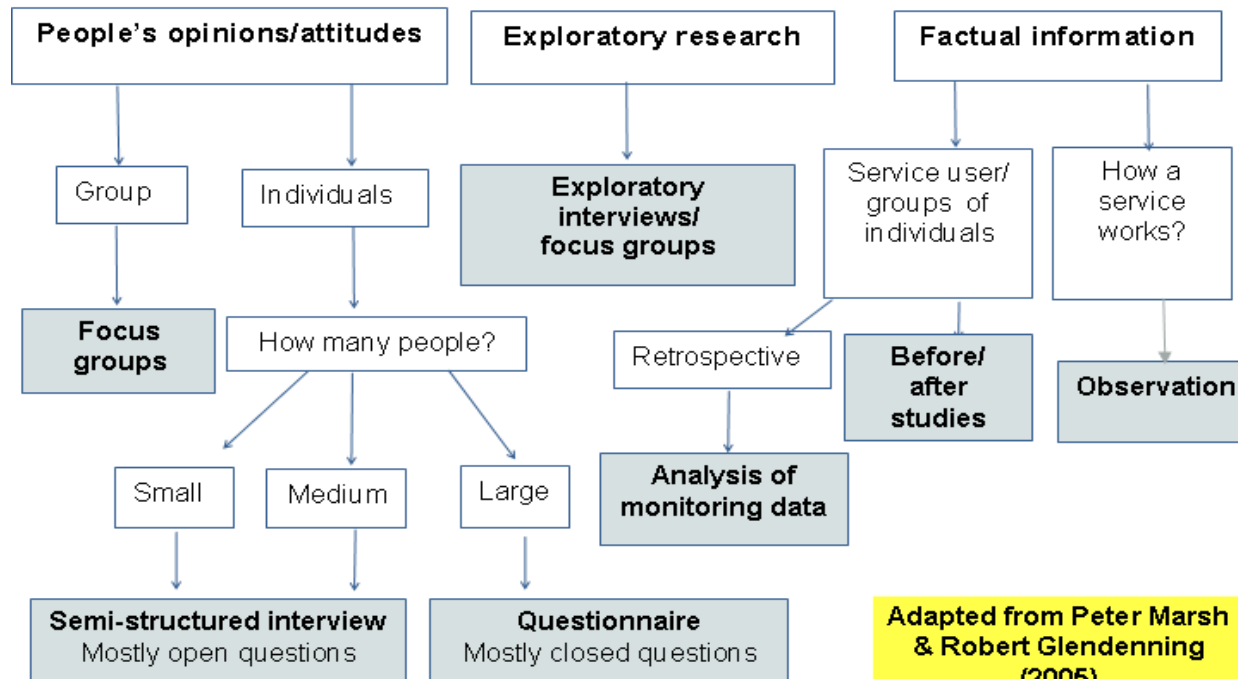 People's opinions/attitudes
Exploratory research
Factual information
Group
Individuals
Exploratory
interviews/
focus groups
Service user/
groups of
individuals
How a
service
works?
Focus
groups
How many people?
Retrospective
Before/
after
studies
Observation
Small
Medium
Large
Analysis of
monitoring data
Semi-structured interview
Mostly open questions
Questionnaire
Mostly closed questions
Adapted from Peter Marsh
& Robert Glendenning
(2005)